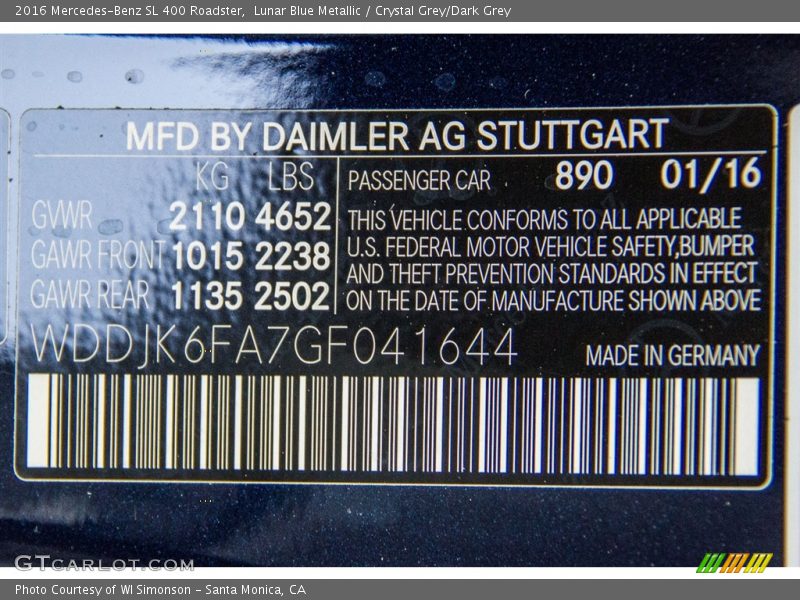 2016 Mercedes-Benz SL 400 Roadster,  Lunar Blue Metallic / Crystal Grey/Dark Grey
MFD BY DAIMLER AG STUTTGART
KG LBS
GVWR 2110 4652
GAWR FRONT 1015 2238
GAWR REAR 1135 2502
PASSENGER CAR 890 01/16
THIS VEHICLE CONFORMS TO ALL APPLICABLE
U.S. FEDERAL MOTOR VEHICLE SAFETY,BUMPER
AND THEFT PREVENTION STANDARDS IN EFFECT
ON THE DATE OF MANUFACTURE SHOWN ABOVE
WDDJK6FA7GF041644
MADE IN GERMANY
GTCARLOT.COM
Photo Courtesy of WI Simonson - Santa Monica, CA